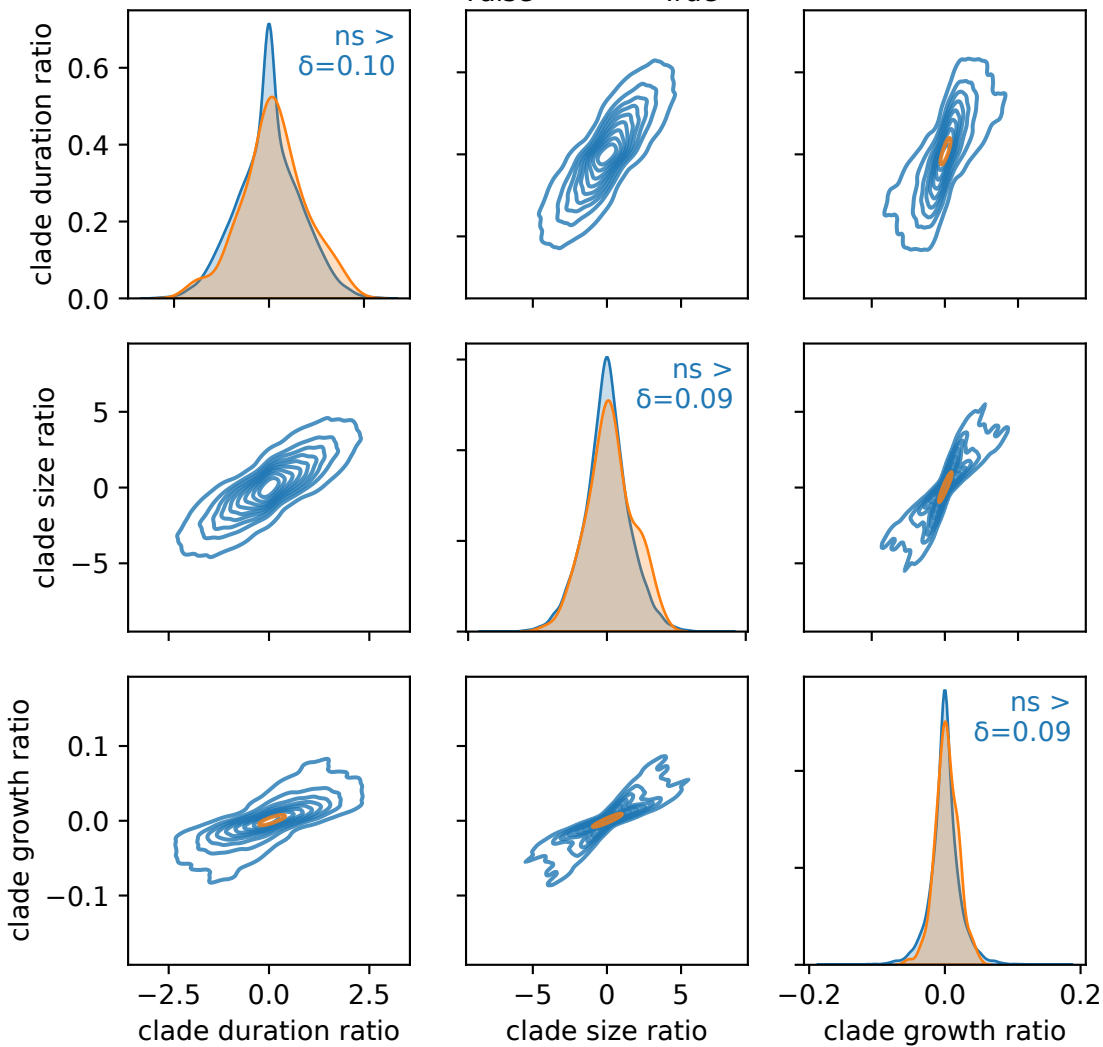 clade duration ratio
0.6
0.4
0.2
0.0
ns >
δ=0.10
clade size ratio
5
0
−5
ns >
δ=0.09
clade growth ratio
0.1
0.0
−0.1
ns >
δ=0.09
−2.5 0.0 2.5
−5 0 5
−0.2 0.0 0.2
clade duration ratio
clade size ratio
clade growth ratio